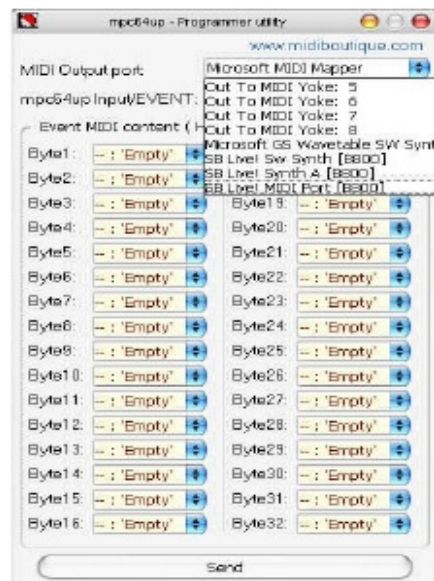 mpc64up - Programmer utility
www.midiboutique.com
MIDI Output port: Microsoft MIDI Mapper
Out To MIDI Yoke: 5
mpc64up Input/EVENT: Out To MIDI Yoke: 6
Out To MIDI Yoke: 7
Out To MIDI Yoke: 8
Event MIDI content ( H
Microsoft GS Wavetable SW Synt
Byte1: -- : 'Empty' SB Live! Sw Synth [8800]
Byte2: -- : 'Empty' SB Live! Synth A [8800]
SB Live! MIDI Port [8800]
Byte3: -- : 'Empty' Byte19: -- : 'Empty'
Byte4: -- : 'Empty' Byte20: -- : 'Empty'
Byte5: -- : 'Empty' Byte21: -- : 'Empty'
Byte6: -- : 'Empty' Byte22: -- : 'Empty'
Byte7: -- : 'Empty' Byte23: -- : 'Empty'
Byte8: -- : 'Empty' Byte24: -- : 'Empty'
Byte9: -- : 'Empty' Byte25: -- : 'Empty'
Byte10: -- : 'Empty' Byte26: -- : 'Empty'
Byte11: -- : 'Empty' Byte27: -- : 'Empty'
Byte12: -- : 'Empty' Byte28: -- : 'Empty'
Byte13: -- : 'Empty' Byte29: -- : 'Empty'
Byte14: -- : 'Empty' Byte30: -- : 'Empty'
Byte15: -- : 'Empty' Byte31: -- : 'Empty'
Byte16: -- : 'Empty' Byte32: -- : 'Empty'
Send